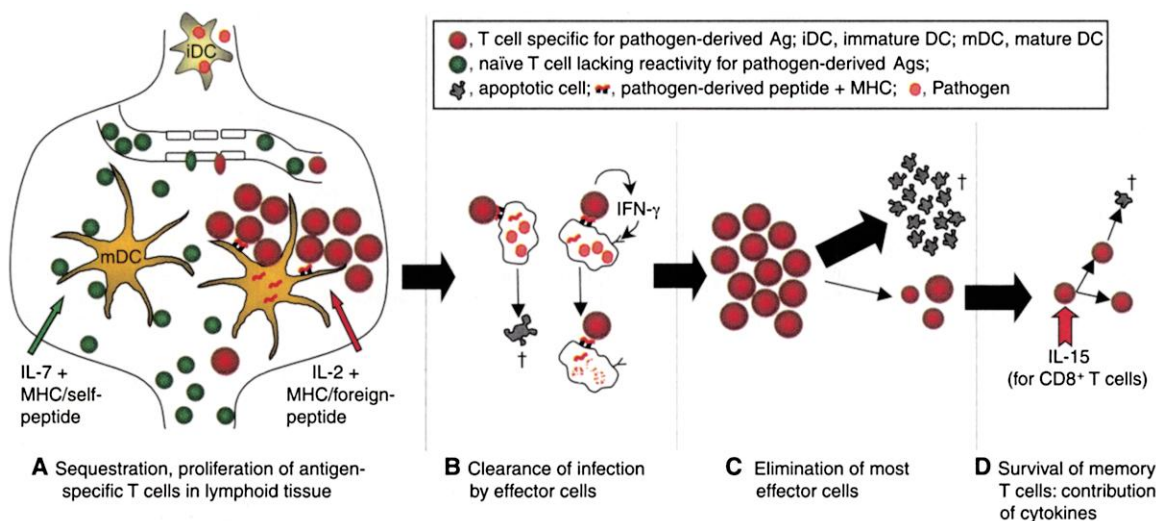 iDC
, T cell specific for pathogen-derived Ag; iDC, immature DC; mDC, mature DC
, naïve T cell lacking reactivity for pathogen-derived Ags;
, apoptotic cell; , pathogen-derived peptide + MHC; , Pathogen
mDC
IL-7 +
MHC/self-
peptide
IL-2 +
MHC/foreign-
peptide
IFN-γ
†
†
†
IL-15
(for CD8⁺ T cells)
A Sequestration, proliferation of antigen-
specific T cells in lymphoid tissue
B Clearance of infection
by effector cells
C Elimination of most
effector cells
D Survival of memory
T cells: contribution
of cytokines